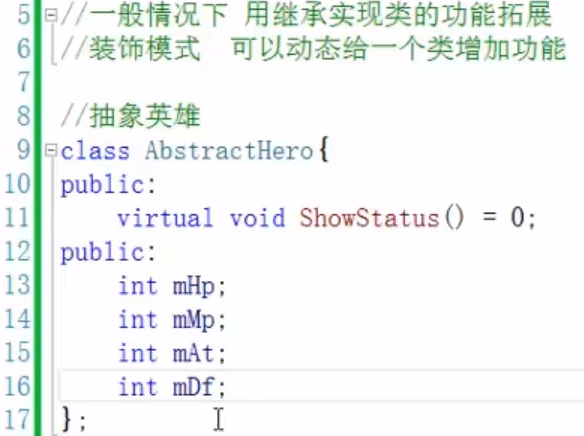 5 //一般情况下 用继承实现类的功能拓展
6 //装饰模式  可以动态给一个类增加功能
7
8 //抽象英雄
9 class AbstractHero{
10 public:
11     virtual void ShowStatus() = 0;
12 public:
13     int mHp;
14     int mMp;
15     int mAt;
16     int mDf;
17 };